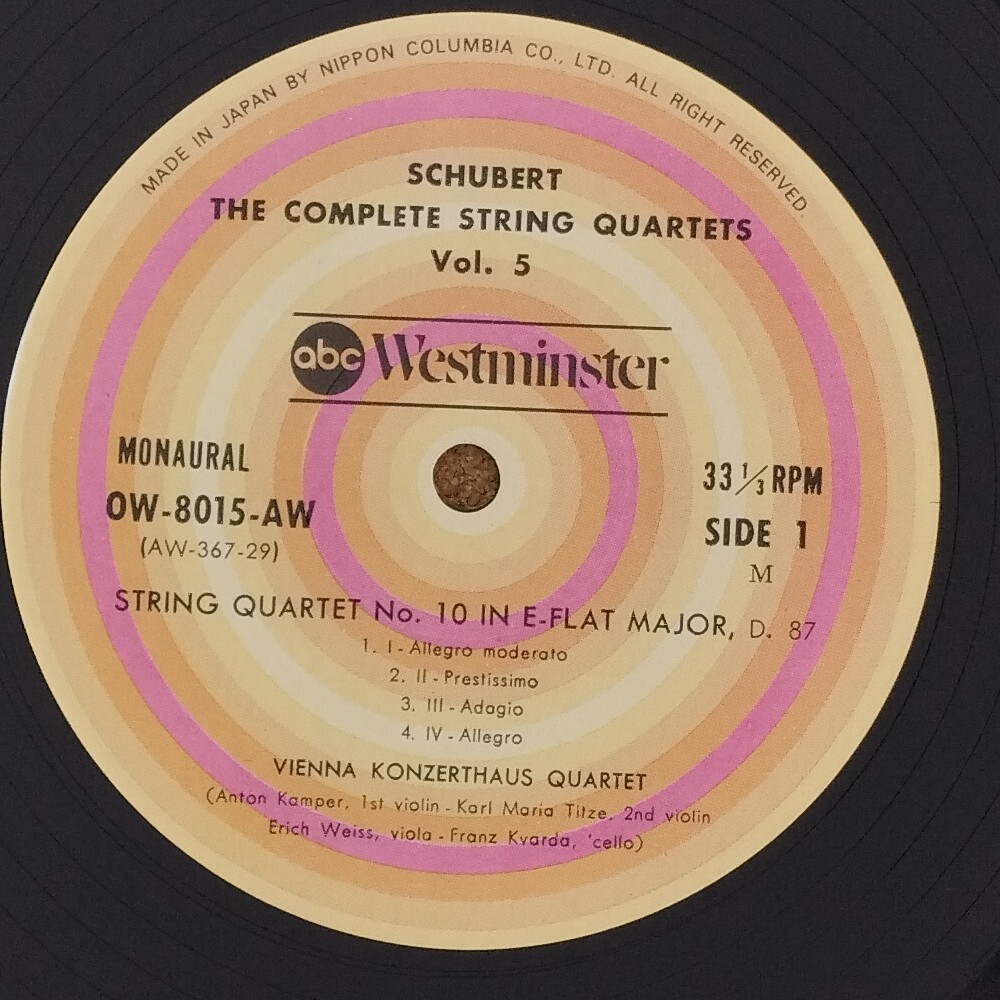 MADE IN JAPAN BY NIPPON COLUMBIA CO., LTD. ALL RIGHT RESERVED.
SCHUBERT
THE COMPLETE STRING QUARTETS
Vol. 5
abc Westminster
MONAURAL
OW-8015-AW
(AW-367-29)
33 1/3 RPM
SIDE 1
M
STRING QUARTET No. 10 IN E-FLAT MAJOR, D. 87
1. I - Allegro moderato
2. II - Prestissimo
3. III - Adagio
4. IV - Allegro
VIENNA KONZERTHAUS QUARTET
(Anton Kamper, 1st violin - Karl Maria Titze, 2nd violin
Erich Weiss, viola - Franz Kvarda, 'cello)